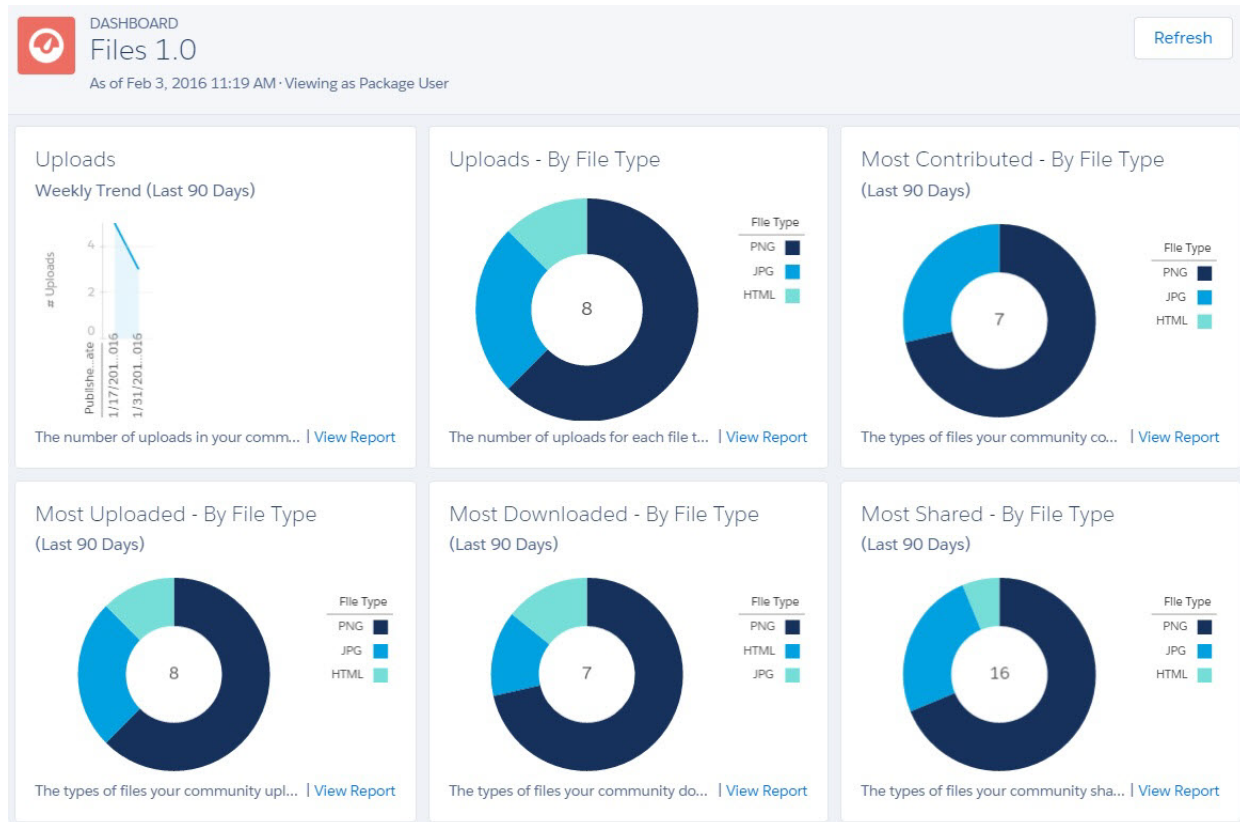 DASHBOARD
Files 1.0
As of Feb 3, 2016 11:19 AM · Viewing as Package User
Refresh
Uploads
Weekly Trend (Last 90 Days)
# Uploads
4
2
0
Publishe...ate
1/17/201...016
1/31/201...016
The number of uploads in your comm... | View Report
Uploads - By File Type
8
File Type
PNG
JPG
HTML
The number of uploads for each file t... | View Report
Most Contributed - By File Type
(Last 90 Days)
7
File Type
PNG
JPG
HTML
The types of files your community co... | View Report
Most Uploaded - By File Type
(Last 90 Days)
8
File Type
PNG
JPG
HTML
The types of files your community upl... | View Report
Most Downloaded - By File Type
(Last 90 Days)
7
File Type
PNG
HTML
JPG
The types of files your community do... | View Report
Most Shared - By File Type
(Last 90 Days)
16
File Type
PNG
JPG
HTML
The types of files your community sha... | View Report